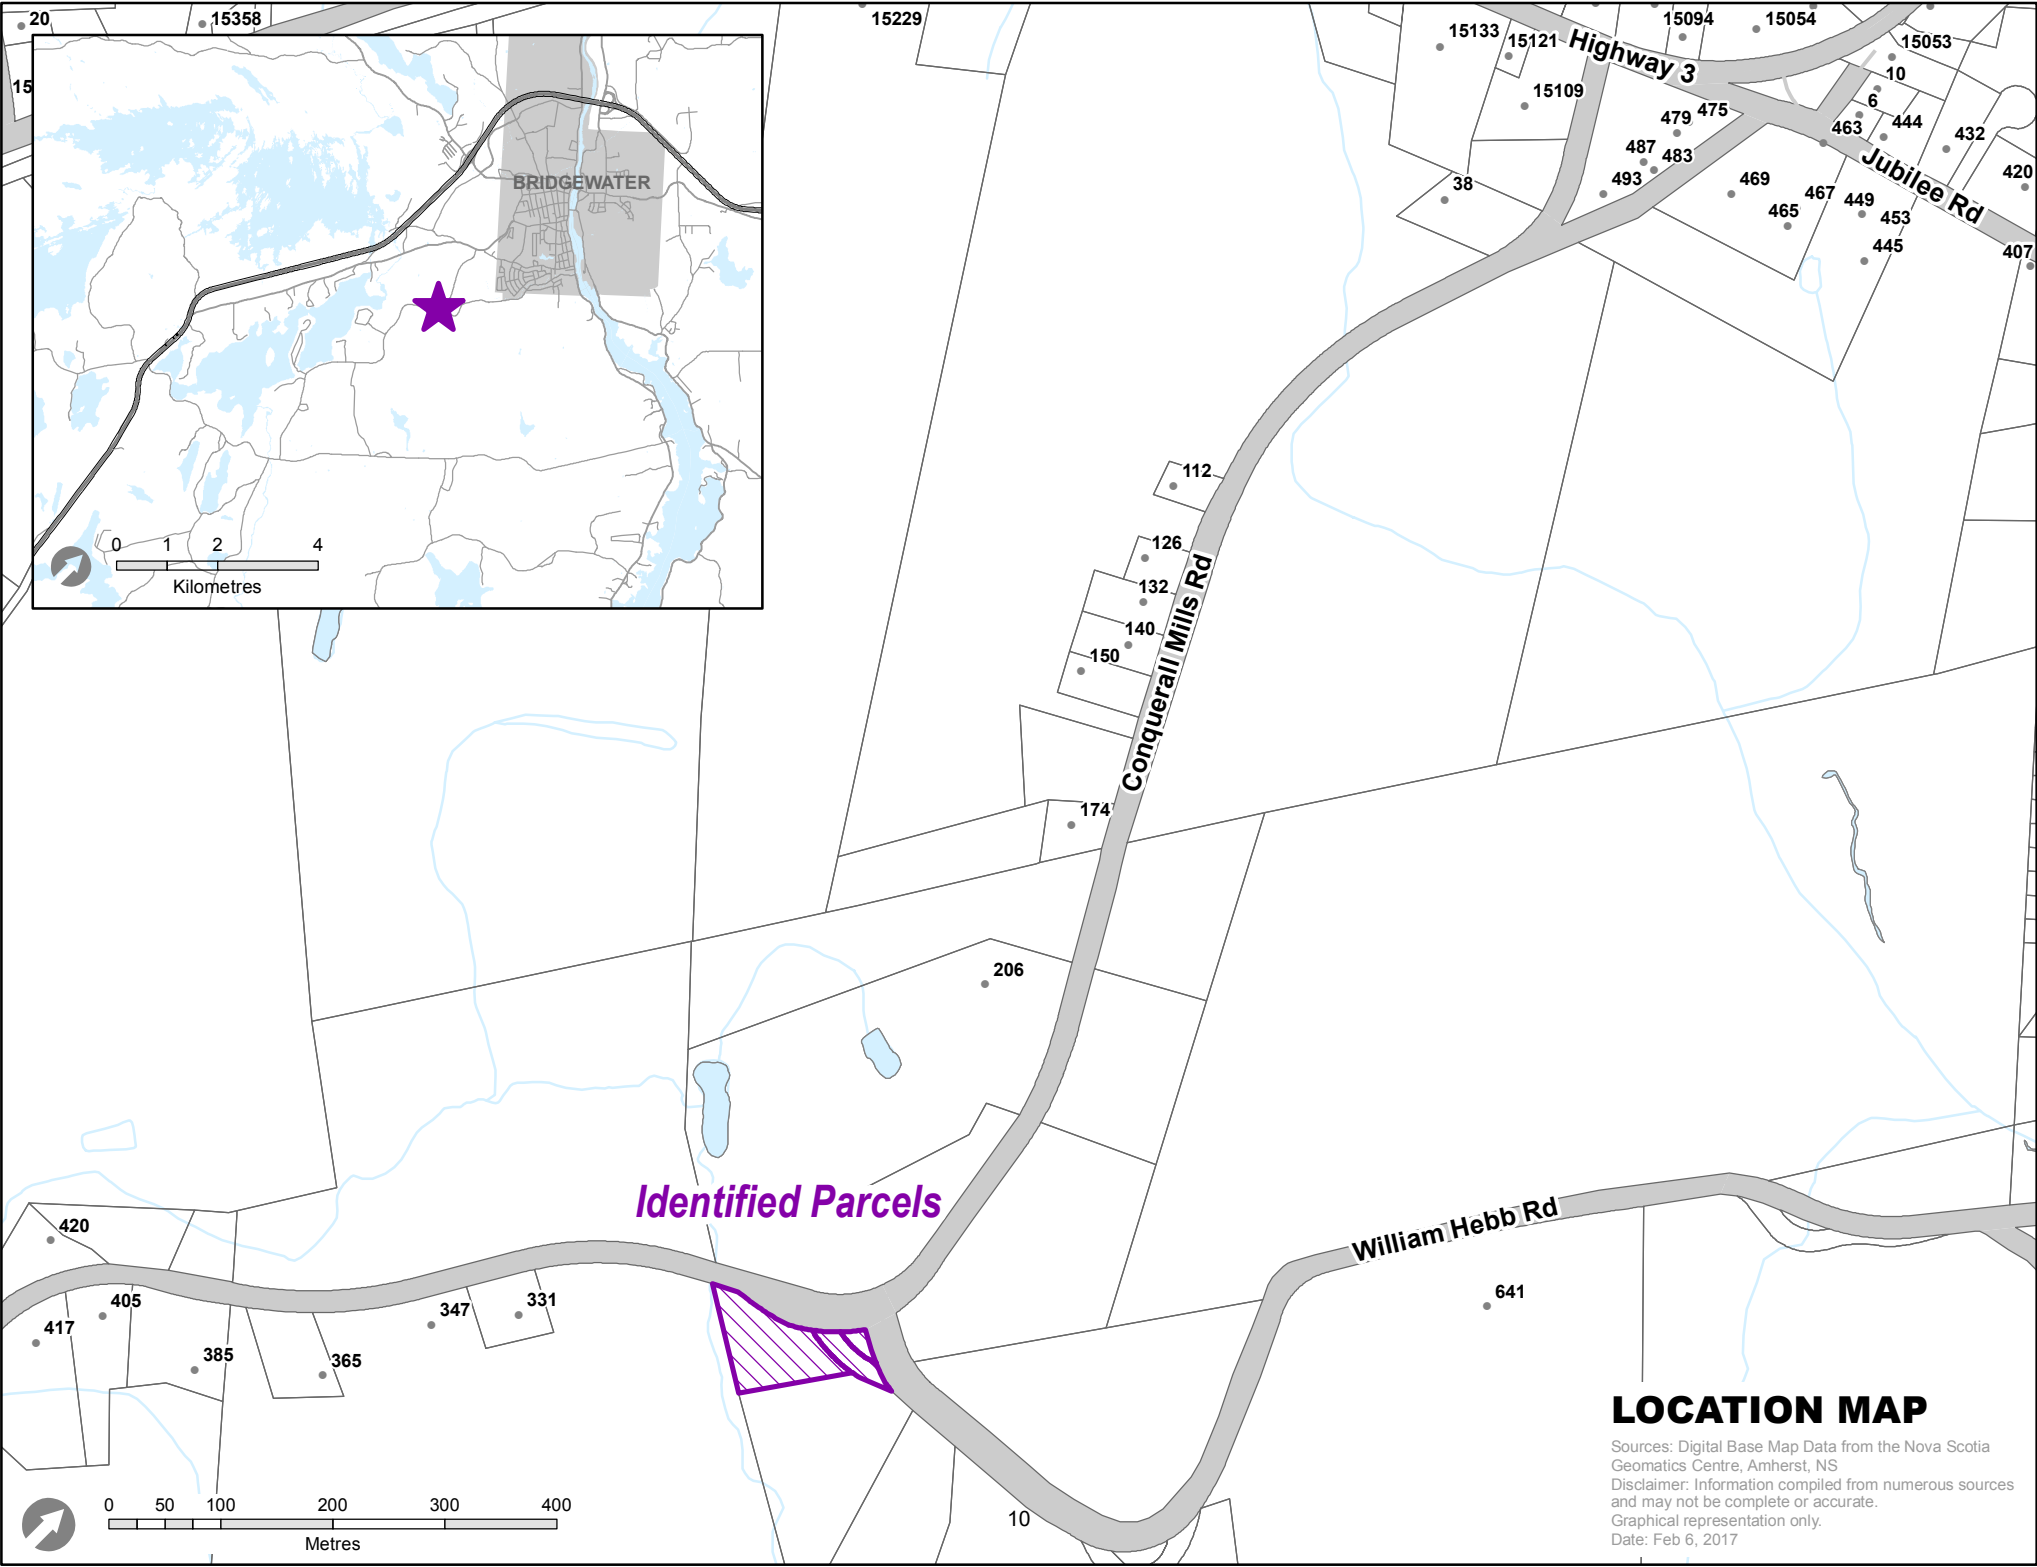 20
15358
15229
15133
15121
15109
Highway 3
15094
15054
15053
10
6
479
475
463
444
432
487
483
493
469
467
449
453
465
445
420
407
Jubilee Rd
38
15
BRIDGEWATER
0 1 2 4
Kilometres
112
126
132
140
150
Conquerall Mills Rd
174
206
Identified Parcels
William Hebb Rd
641
420
405
417
385
365
347
331
10
0 50 100 200 300 400
Metres
LOCATION MAP
Sources: Digital Base Map Data from the Nova Scotia
Geomatics Centre, Amherst, NS
Disclaimer: Information compiled from numerous sources
and may not be complete or accurate.
Graphical representation only.
Date: Feb 6, 2017